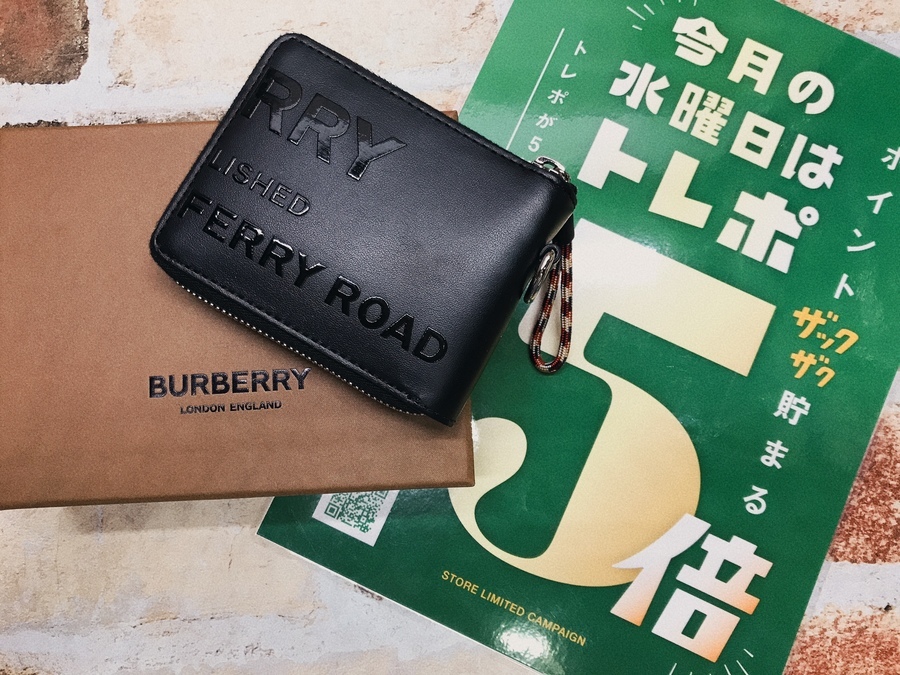 RRY
LISHED
FERRY ROAD
BURBERRY
LONDON ENGLAND
トレポが5
今月の
水曜日は
トレポ
5
倍
ポイント
ザックザク
貯まる
STORE LIMITED CAMPAIGN